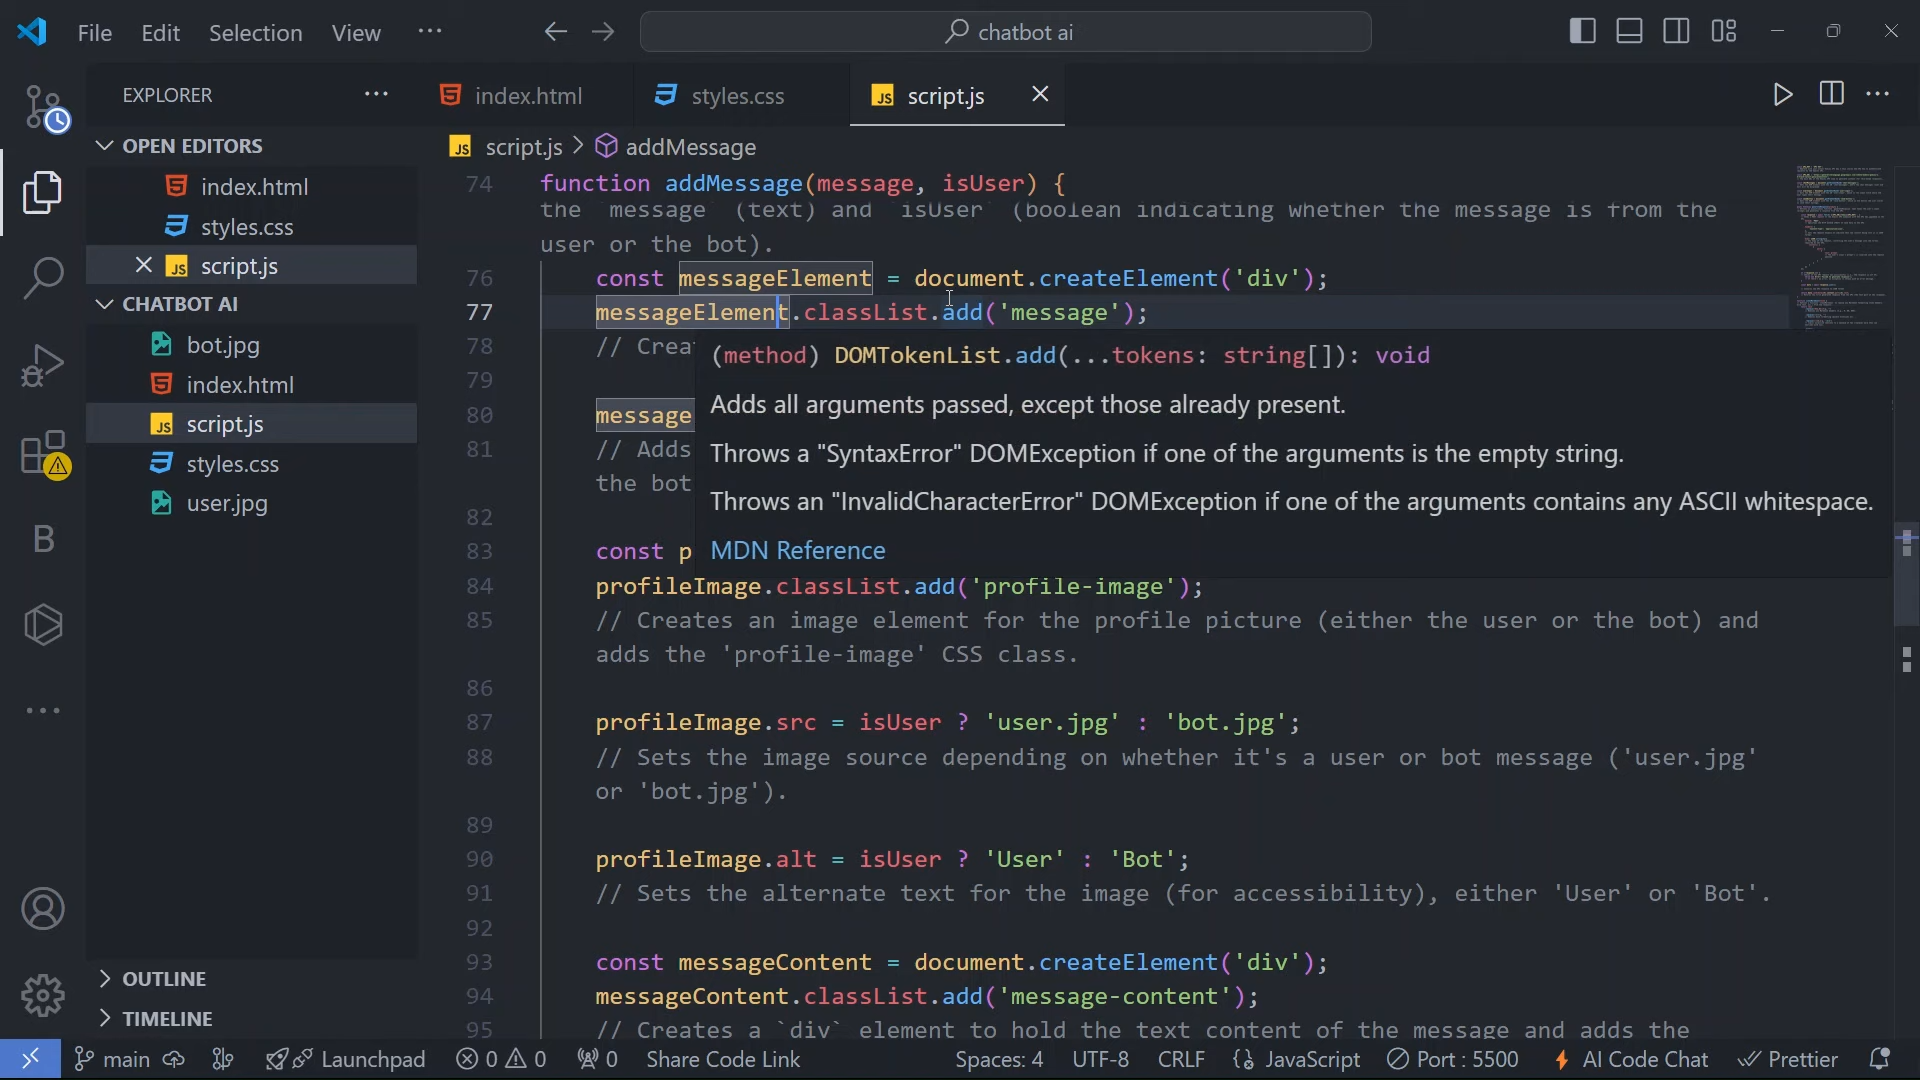 File Edit Selection View ··· chatbot ai
EXPLORER ··· index.html styles.css script.js
OPEN EDITORS
index.html
styles.css
script.js
CHATBOT AI
bot.jpg
index.html
script.js
styles.css
user.jpg
OUTLINE
TIMELINE
script.js > addMessage
74 function addMessage(message, isUser) {
the `message` (text) and `isUser` (boolean indicating whether the message is from the
user or the bot).
76 const messageElement = document.createElement('div');
77 messageElement.classList.add('message');
78 // Crea
79
80 message
81 // Adds
the bot
82
83 const p
(method) DOMTokenList.add(...tokens: string[]): void
Adds all arguments passed, except those already present.
Throws a "SyntaxError" DOMException if one of the arguments is the empty string.
Throws an "InvalidCharacterError" DOMException if one of the arguments contains any ASCII whitespace.
MDN Reference
84 profileImage.classList.add('profile-image');
85 // Creates an image element for the profile picture (either the user or the bot) and
adds the 'profile-image' CSS class.
86
87 profileImage.src = isUser ? 'user.jpg' : 'bot.jpg';
88 // Sets the image source depending on whether it's a user or bot message ('user.jpg'
or 'bot.jpg').
89
90 profileImage.alt = isUser ? 'User' : 'Bot';
91 // Sets the alternate text for the image (for accessibility), either 'User' or 'Bot'.
92
93 const messageContent = document.createElement('div');
94 messageContent.classList.add('message-content');
95 // Creates a `div` element to hold the text content of the message and adds the
main Launchpad 0 0 0 Share Code Link Spaces: 4 UTF-8 CRLF {} JavaScript Port : 5500 AI Code Chat Prettier